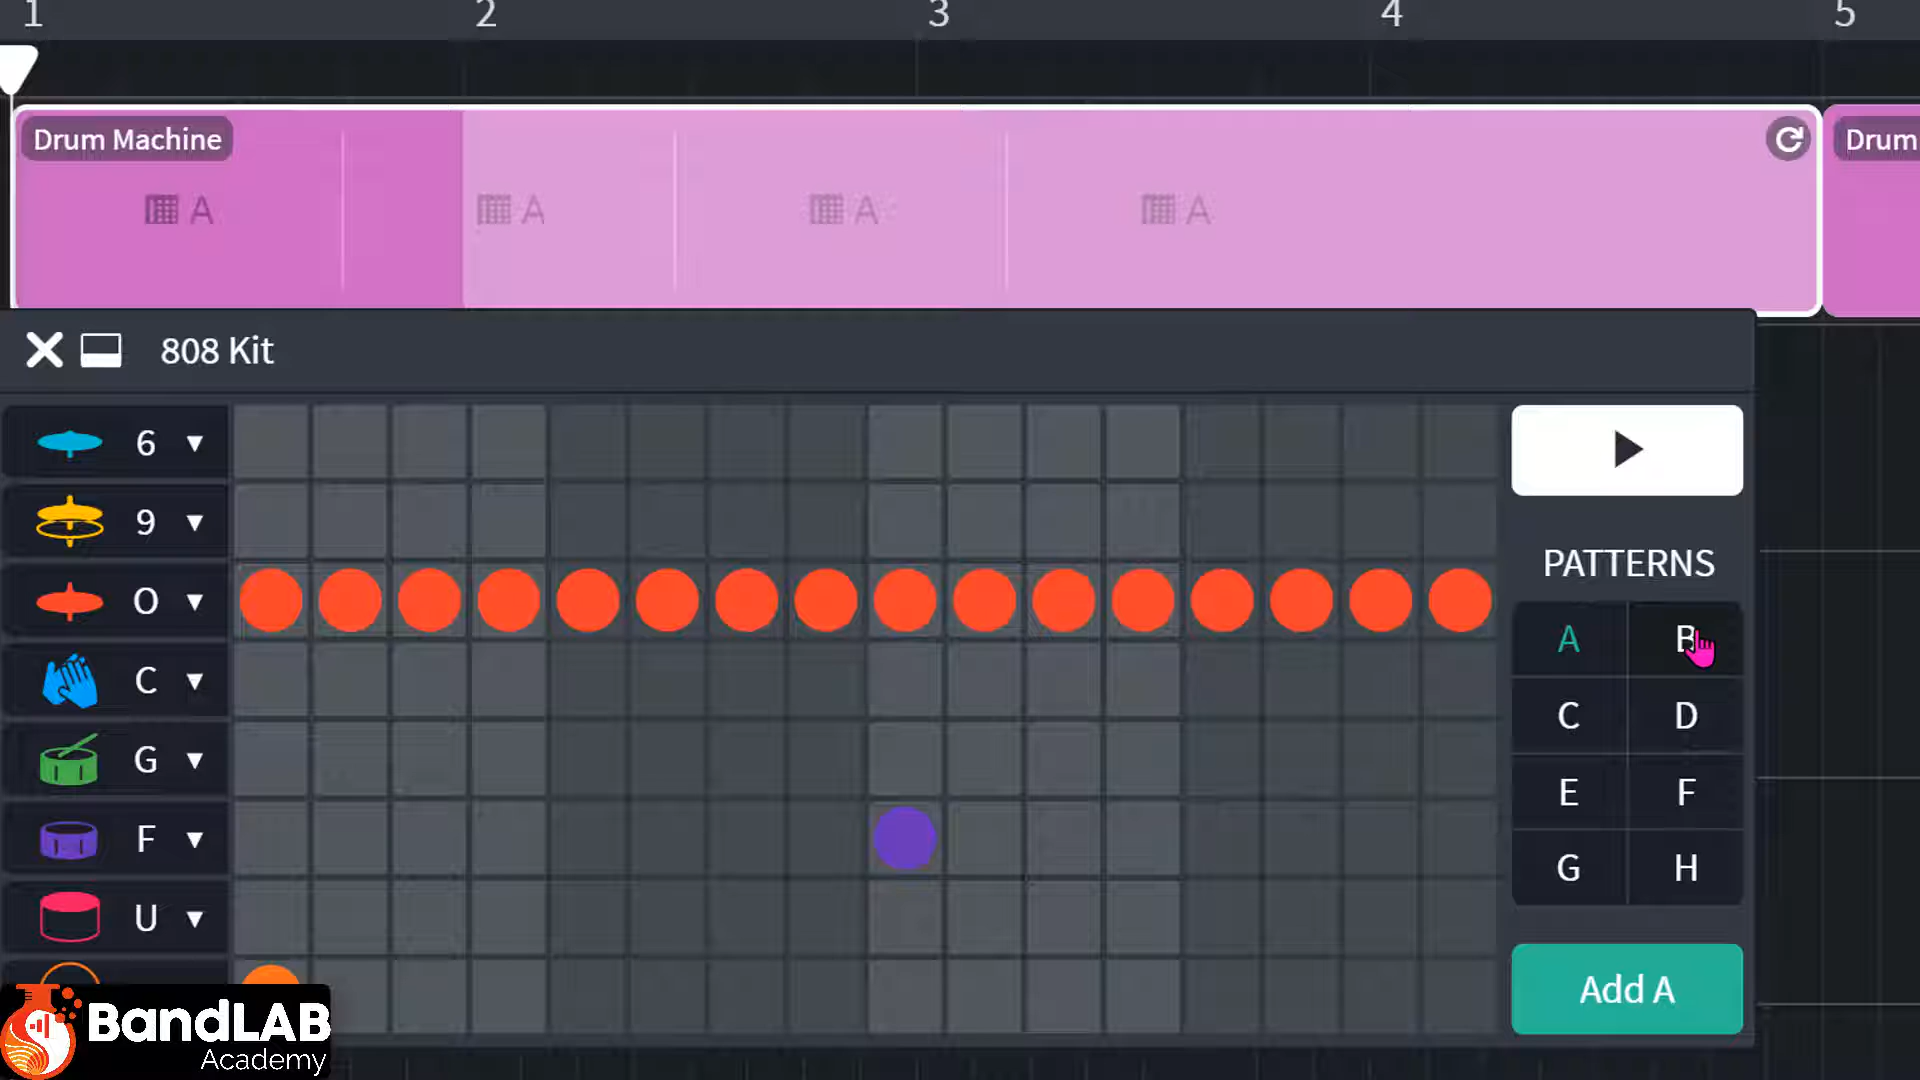 1 2 3 4 5
Drum Machine
Drum
A A A A
808 Kit
6
9
O
C
G
F
U
PATTERNS
A B
C D
E F
G H
Add A
BandLAB
Academy